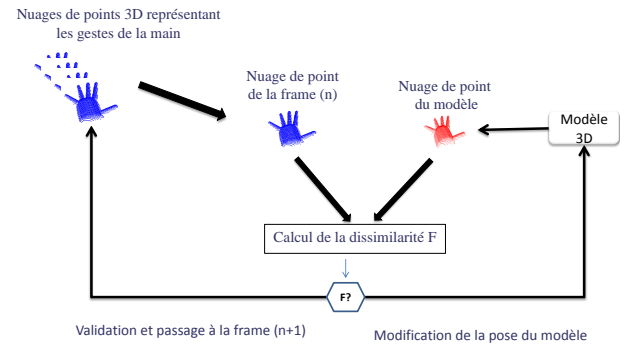 Nuages de points 3D représentant
les gestes de la main
Nuage de point
de la frame (n)
Nuage de point
du modèle
Modèle
3D
Calcul de la dissimilarité F
F?
Validation et passage à la frame (n+1)
Modification de la pose du modèle